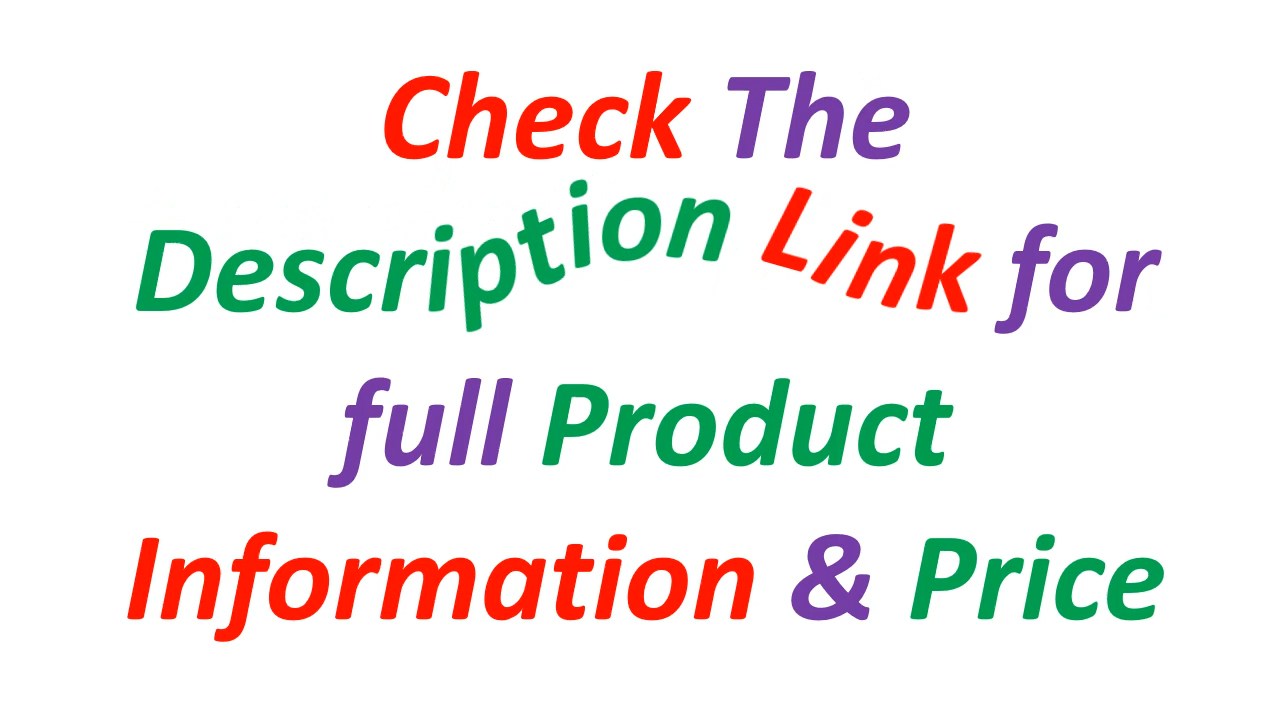 Check The
Description Link for
full Product
Information & Price